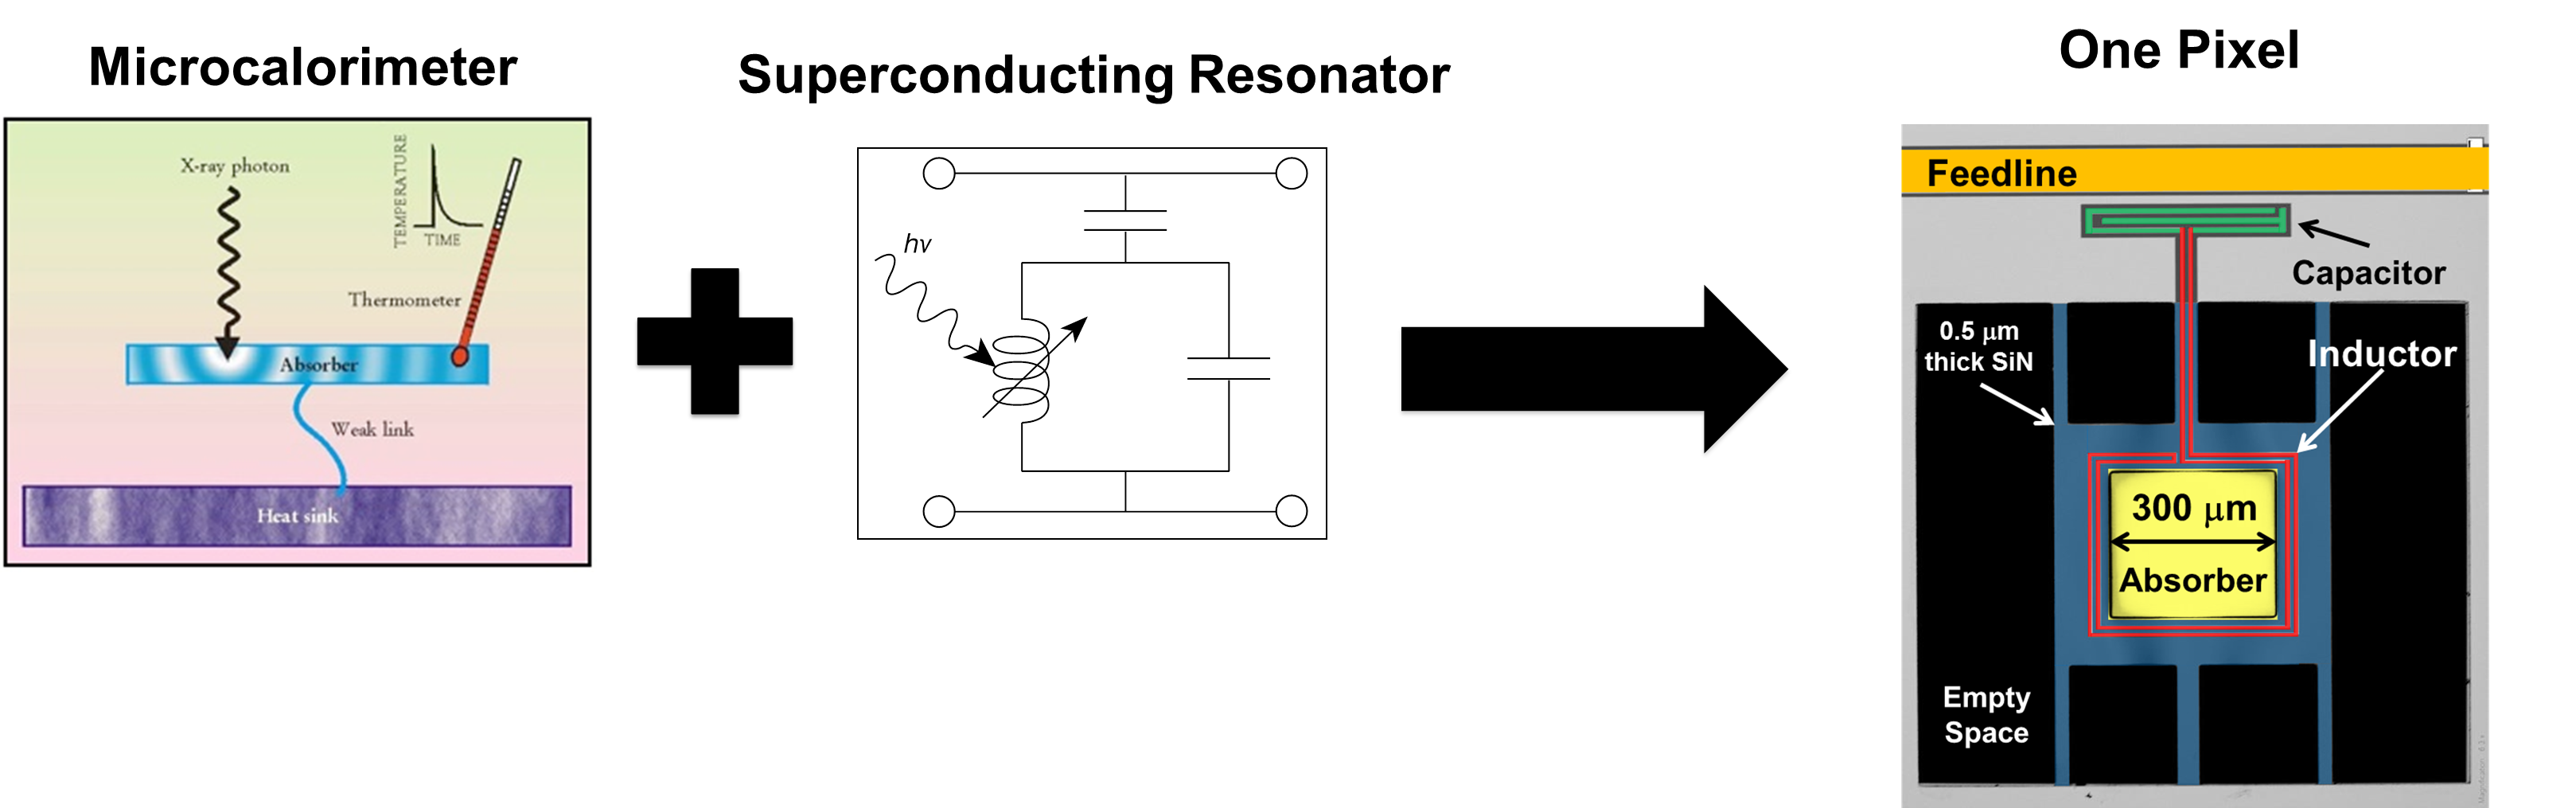 Microcalorimeter
Superconducting Resonator
One Pixel
X-ray photon
TEMPERATURE
TIME
Thermometer
Absorber
Weak link
Heat sink
hν
Feedline
Capacitor
0.5 μm
thick SiN
Inductor
300 μm
Absorber
Empty
Space